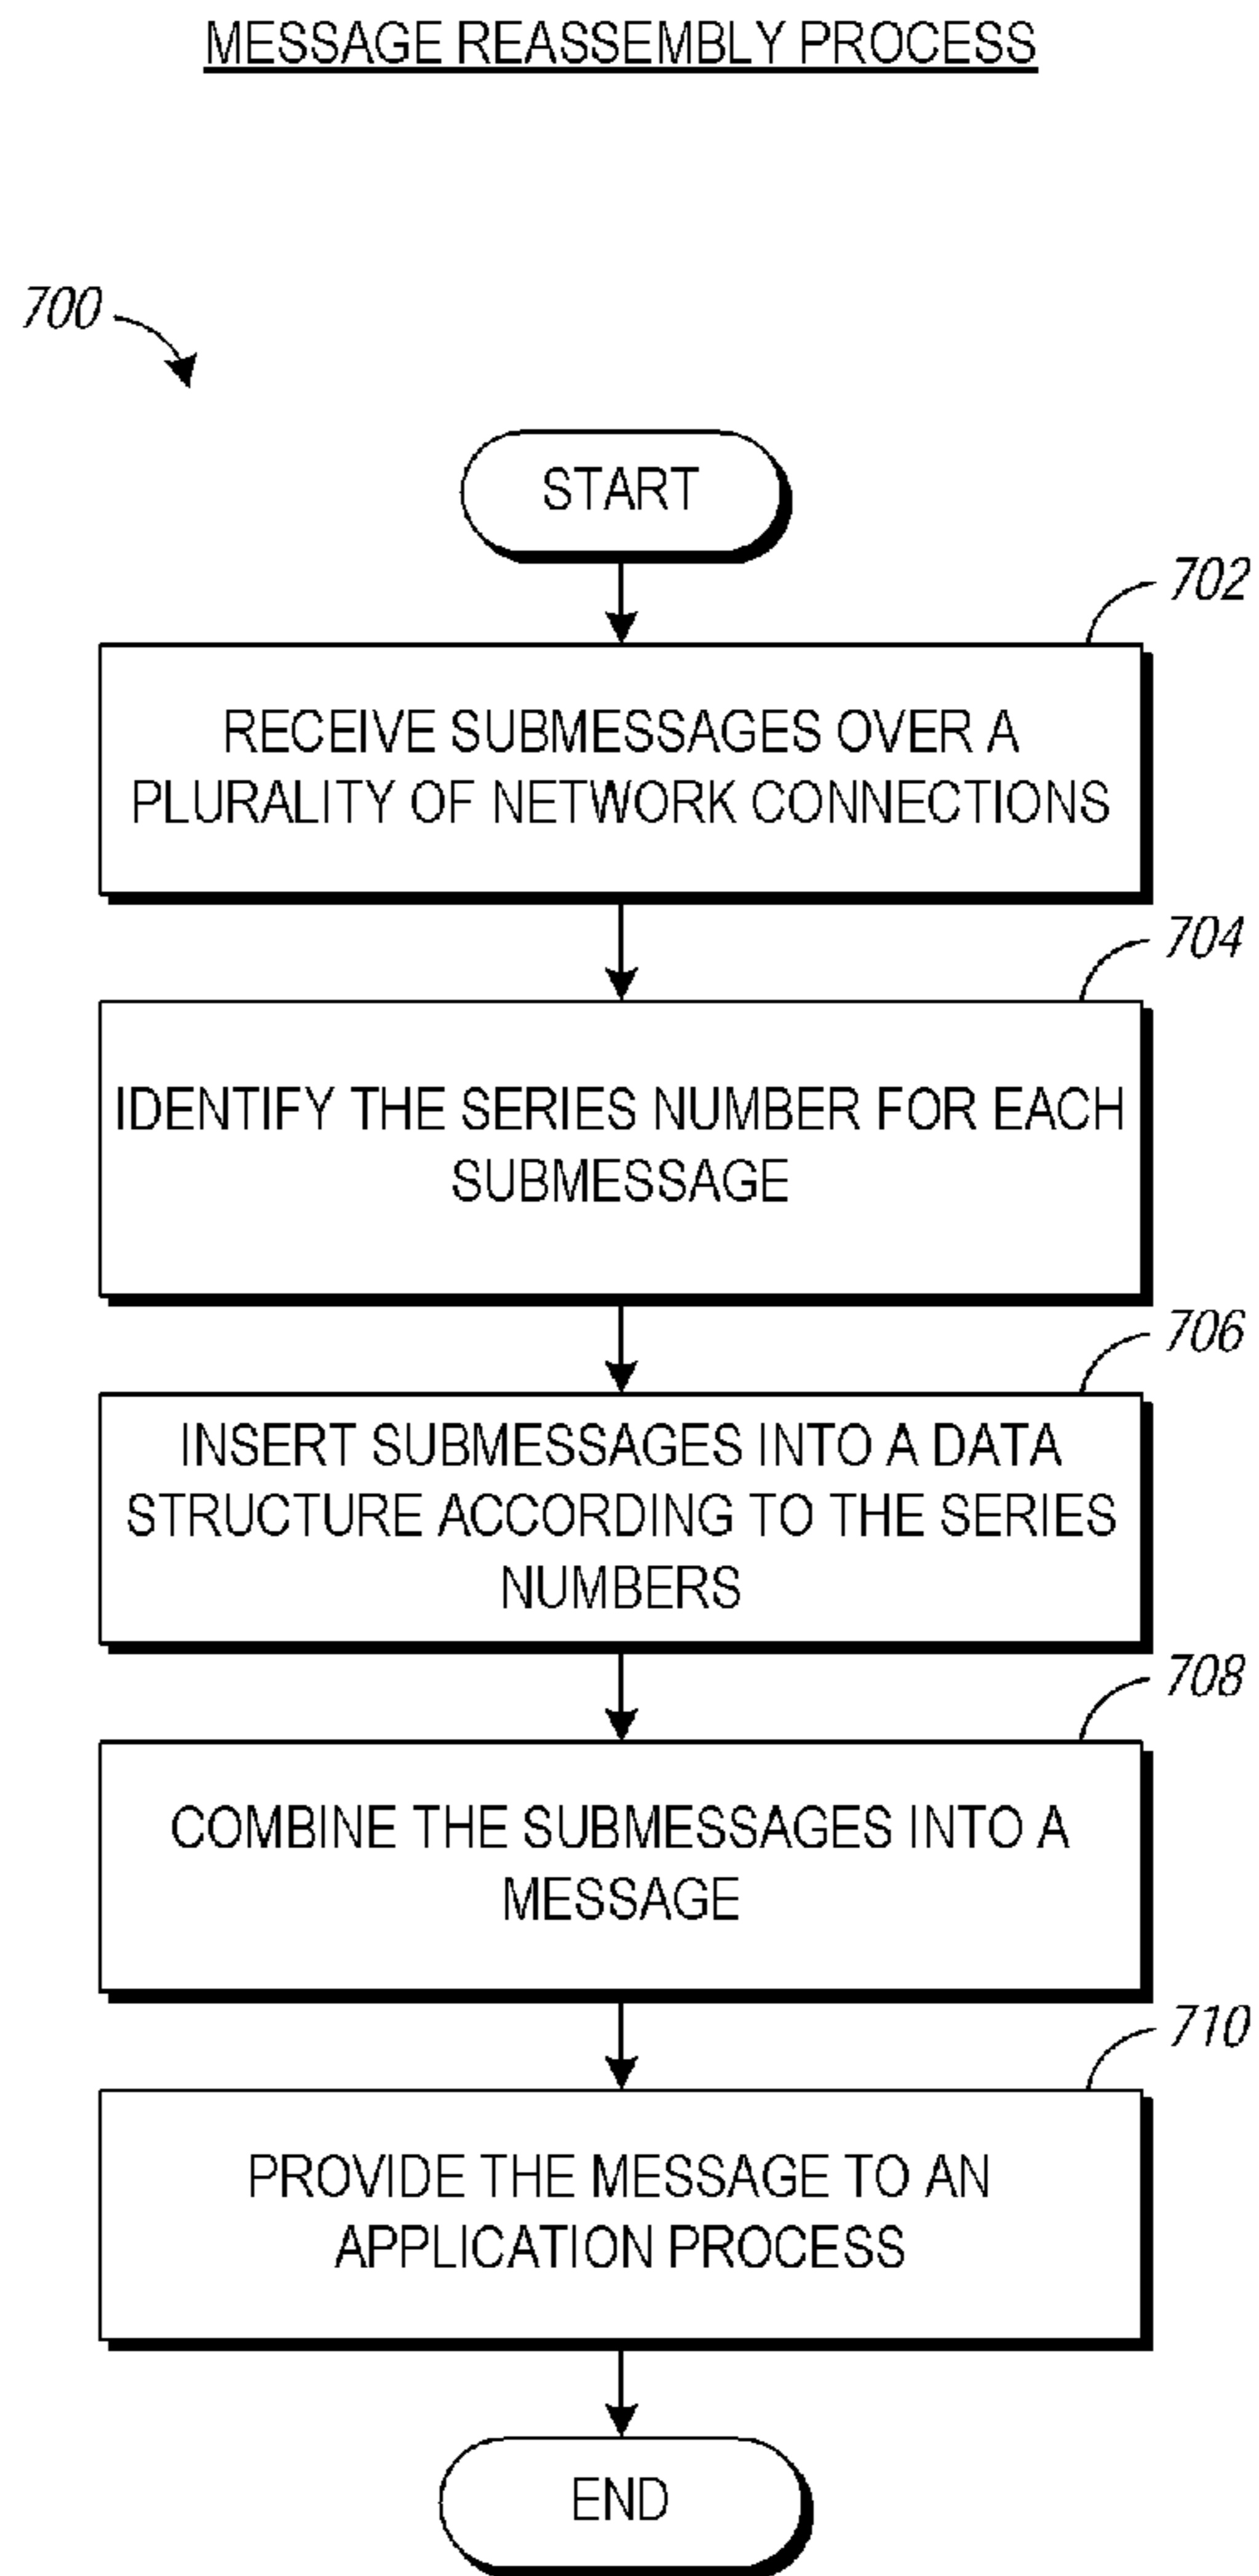 MESSAGE REASSEMBLY PROCESS
700
START
702
RECEIVE SUBMESSAGES OVER A
PLURALITY OF NETWORK CONNECTIONS
704
IDENTIFY THE SERIES NUMBER FOR EACH
SUBMESSAGE
706
INSERT SUBMESSAGES INTO A DATA
STRUCTURE ACCORDING TO THE SERIES
NUMBERS
708
COMBINE THE SUBMESSAGES INTO A
MESSAGE
710
PROVIDE THE MESSAGE TO AN
APPLICATION PROCESS
END